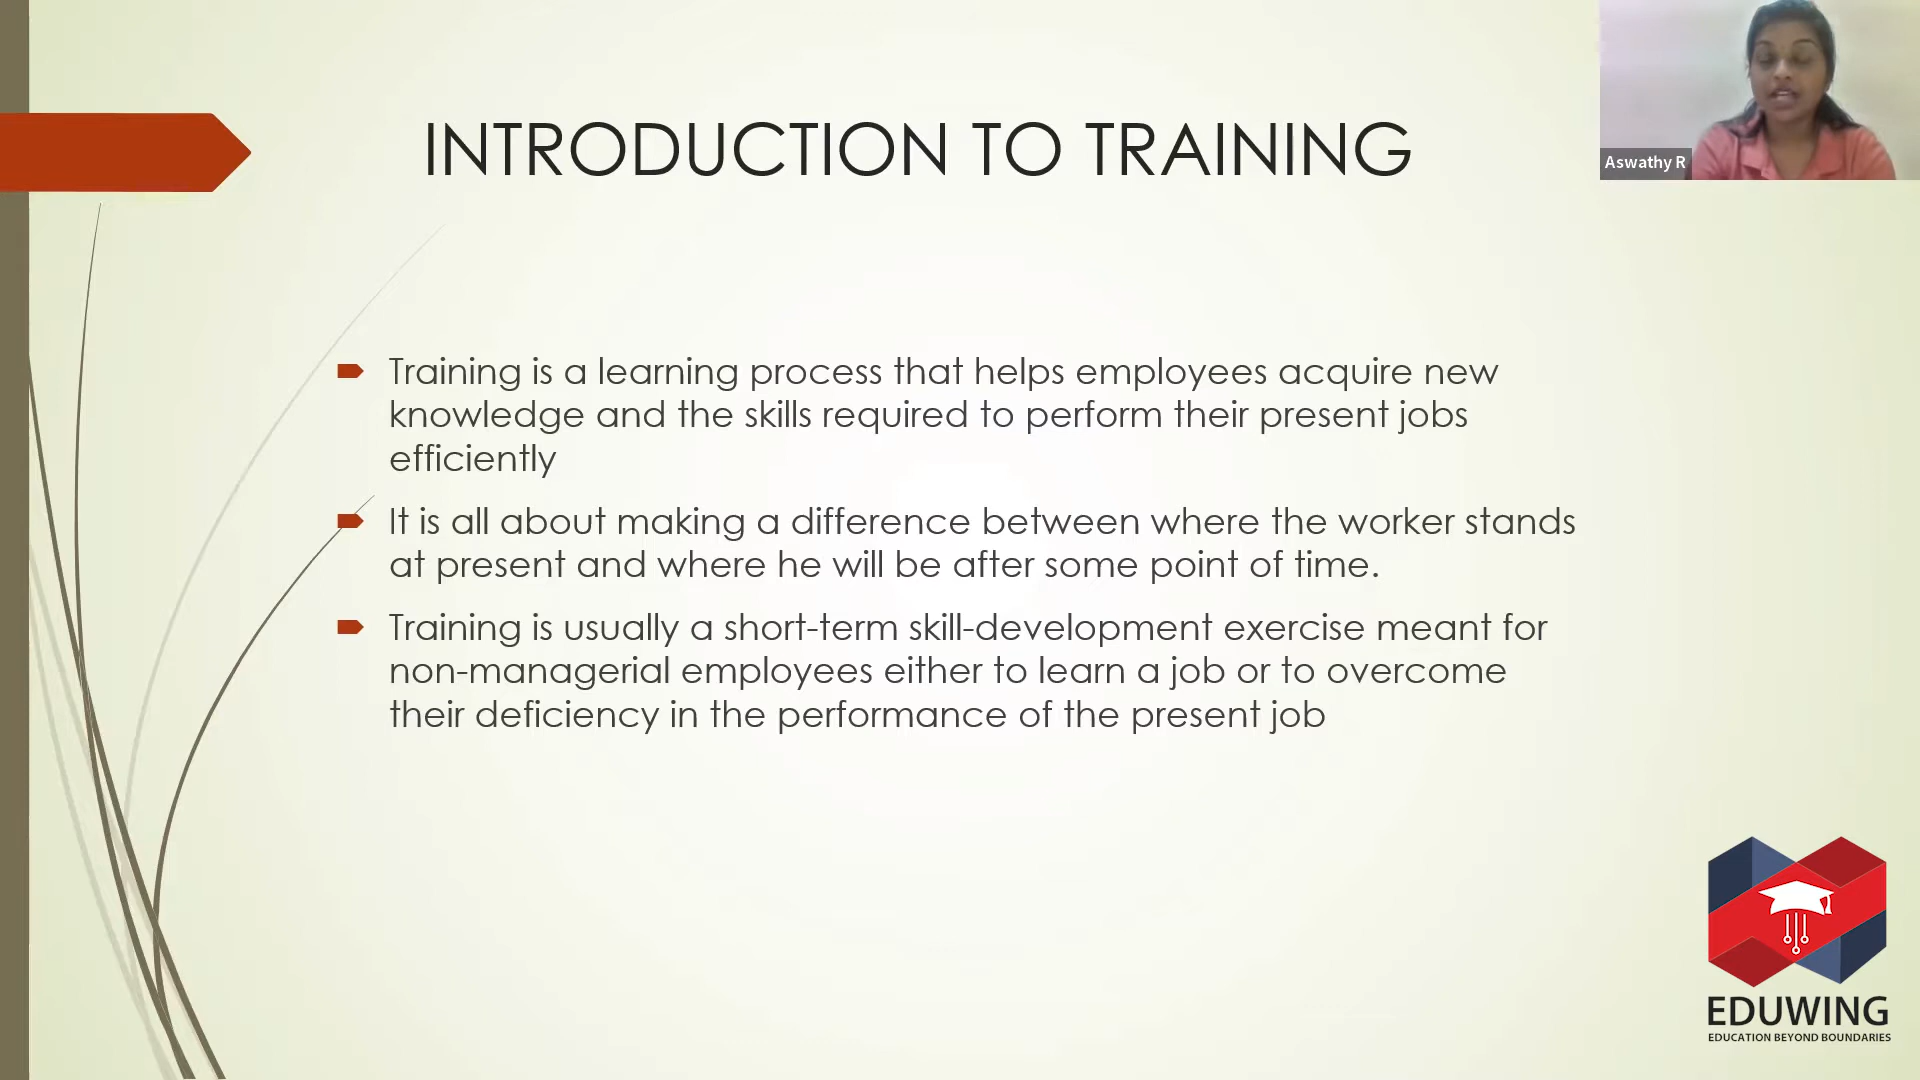 INTRODUCTION TO TRAINING
Aswathy R
Training is a learning process that helps employees acquire new
knowledge and the skills required to perform their present jobs
efficiently
It is all about making a difference between where the worker stands
at present and where he will be after some point of time.
Training is usually a short-term skill-development exercise meant for
non-managerial employees either to learn a job or to overcome
their deficiency in the performance of the present job
EDUWING
EDUCATION BEYOND BOUNDARIES